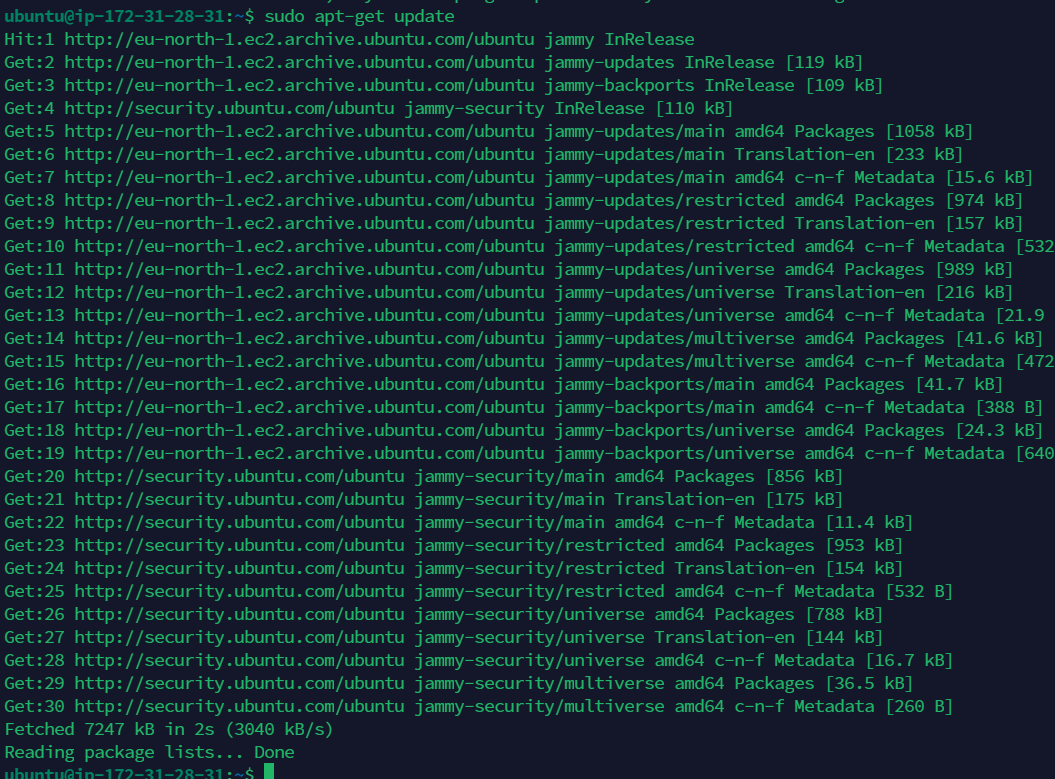 ubuntu@ip-172-31-28-31:~$ sudo apt-get update
Hit:1 http://eu-north-1.ec2.archive.ubuntu.com/ubuntu jammy InRelease
Get:2 http://eu-north-1.ec2.archive.ubuntu.com/ubuntu jammy-updates InRelease [119 kB]
Get:3 http://eu-north-1.ec2.archive.ubuntu.com/ubuntu jammy-backports InRelease [109 kB]
Get:4 http://security.ubuntu.com/ubuntu jammy-security InRelease [110 kB]
Get:5 http://eu-north-1.ec2.archive.ubuntu.com/ubuntu jammy-updates/main amd64 Packages [1058 kB]
Get:6 http://eu-north-1.ec2.archive.ubuntu.com/ubuntu jammy-updates/main Translation-en [233 kB]
Get:7 http://eu-north-1.ec2.archive.ubuntu.com/ubuntu jammy-updates/main amd64 c-n-f Metadata [15.6 kB]
Get:8 http://eu-north-1.ec2.archive.ubuntu.com/ubuntu jammy-updates/restricted amd64 Packages [974 kB]
Get:9 http://eu-north-1.ec2.archive.ubuntu.com/ubuntu jammy-updates/restricted Translation-en [157 kB]
Get:10 http://eu-north-1.ec2.archive.ubuntu.com/ubuntu jammy-updates/restricted amd64 c-n-f Metadata [532
Get:11 http://eu-north-1.ec2.archive.ubuntu.com/ubuntu jammy-updates/universe amd64 Packages [989 kB]
Get:12 http://eu-north-1.ec2.archive.ubuntu.com/ubuntu jammy-updates/universe Translation-en [216 kB]
Get:13 http://eu-north-1.ec2.archive.ubuntu.com/ubuntu jammy-updates/universe amd64 c-n-f Metadata [21.9
Get:14 http://eu-north-1.ec2.archive.ubuntu.com/ubuntu jammy-updates/multiverse amd64 Packages [41.6 kB]
Get:15 http://eu-north-1.ec2.archive.ubuntu.com/ubuntu jammy-updates/multiverse amd64 c-n-f Metadata [472
Get:16 http://eu-north-1.ec2.archive.ubuntu.com/ubuntu jammy-backports/main amd64 Packages [41.7 kB]
Get:17 http://eu-north-1.ec2.archive.ubuntu.com/ubuntu jammy-backports/main amd64 c-n-f Metadata [388 B]
Get:18 http://eu-north-1.ec2.archive.ubuntu.com/ubuntu jammy-backports/universe amd64 Packages [24.3 kB]
Get:19 http://eu-north-1.ec2.archive.ubuntu.com/ubuntu jammy-backports/universe amd64 c-n-f Metadata [640
Get:20 http://security.ubuntu.com/ubuntu jammy-security/main amd64 Packages [856 kB]
Get:21 http://security.ubuntu.com/ubuntu jammy-security/main Translation-en [175 kB]
Get:22 http://security.ubuntu.com/ubuntu jammy-security/main amd64 c-n-f Metadata [11.4 kB]
Get:23 http://security.ubuntu.com/ubuntu jammy-security/restricted amd64 Packages [953 kB]
Get:24 http://security.ubuntu.com/ubuntu jammy-security/restricted Translation-en [154 kB]
Get:25 http://security.ubuntu.com/ubuntu jammy-security/restricted amd64 c-n-f Metadata [532 B]
Get:26 http://security.ubuntu.com/ubuntu jammy-security/universe amd64 Packages [788 kB]
Get:27 http://security.ubuntu.com/ubuntu jammy-security/universe Translation-en [144 kB]
Get:28 http://security.ubuntu.com/ubuntu jammy-security/universe amd64 c-n-f Metadata [16.7 kB]
Get:29 http://security.ubuntu.com/ubuntu jammy-security/multiverse amd64 Packages [36.5 kB]
Get:30 http://security.ubuntu.com/ubuntu jammy-security/multiverse amd64 c-n-f Metadata [260 B]
Fetched 7247 kB in 2s (3040 kB/s)
Reading package lists... Done
ubuntu@ip-172-31-28-31:~$